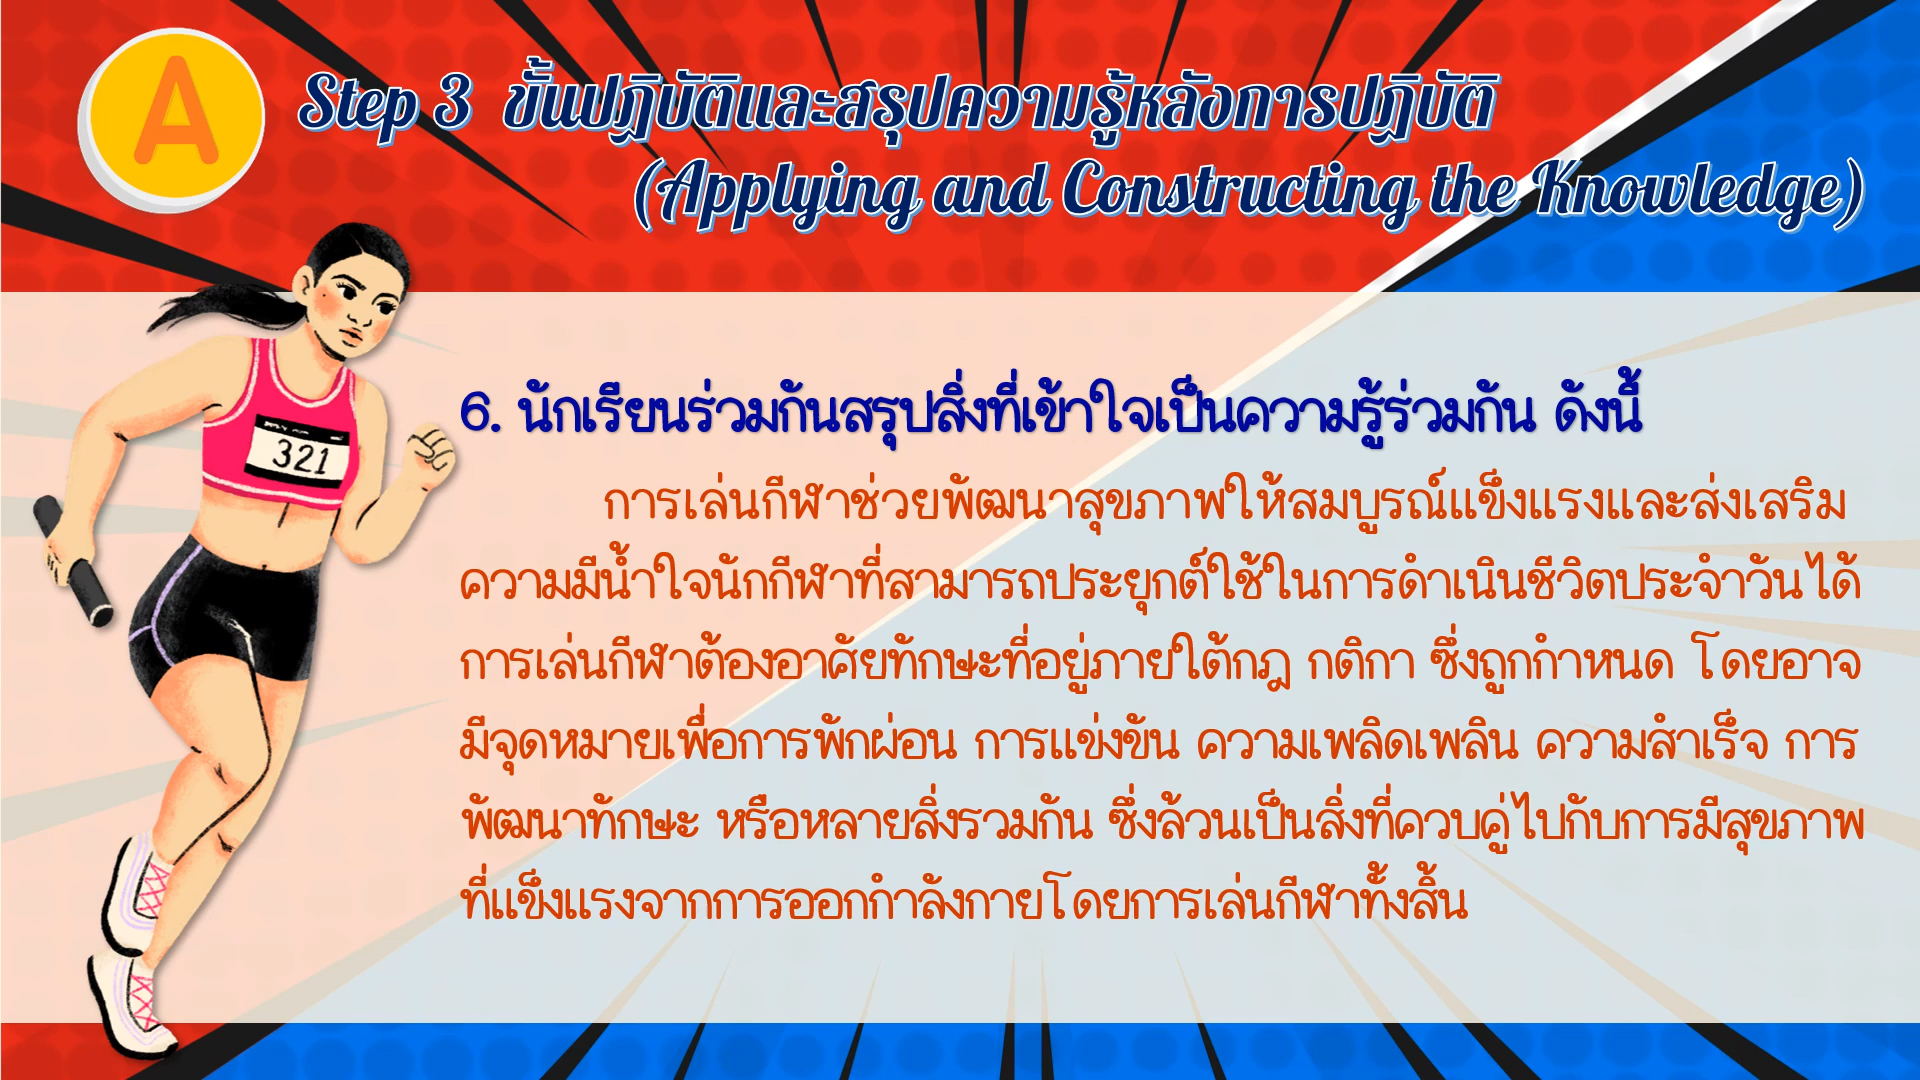 A
Step 3 ขั้นปฏิบัติและสรุปความรู้หลังการปฏิบัติ
(Applying and Constructing the Knowledge)
321
6. นักเรียนร่วมกันสรุปสิ่งที่เข้าใจเป็นความรู้ร่วมกัน ดังนี้
การเล่นกีฬาช่วยพัฒนาสุขภาพให้สมบูรณ์แข็งแรงและส่งเสริม
ความมีน้ำใจนักกีฬาที่สามารถประยุกต์ใช้ในการดำเนินชีวิตประจำวันได้
การเล่นกีฬาต้องอาศัยทักษะที่อยู่ภายใต้กฎ กติกา ซึ่งถูกกำหนด โดยอาจ
มีจุดหมายเพื่อการพักผ่อน การแข่งขัน ความเพลิดเพลิน ความสำเร็จ การ
พัฒนาทักษะ หรือหลายสิ่งรวมกัน ซึ่งล้วนเป็นสิ่งที่ควบคู่ไปกับการมีสุขภาพ
ที่แข็งแรงจากการออกกำลังกายโดยการเล่นกีฬาทั้งสิ้น